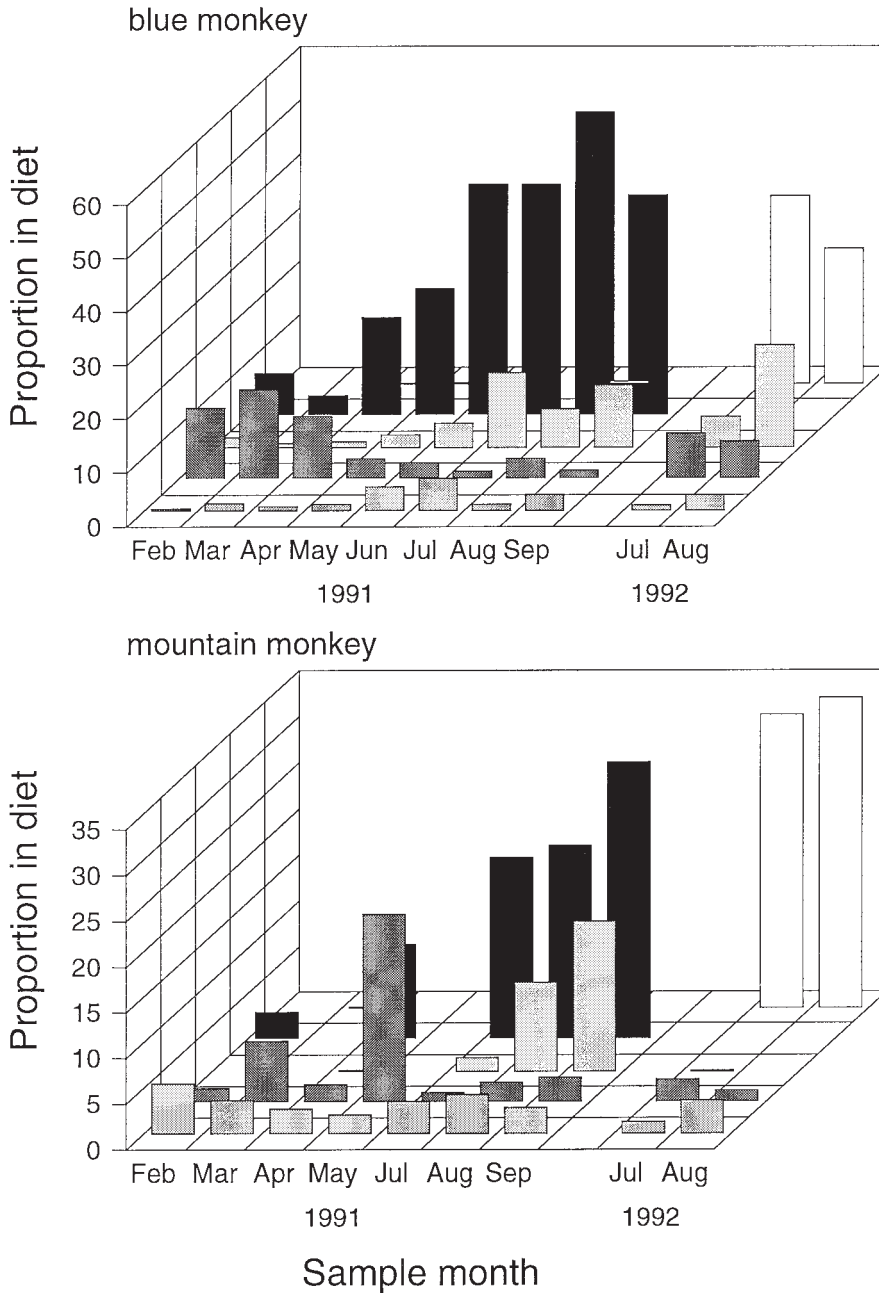 blue monkey
Proportion in diet
60
50
40
30
20
10
0
Feb Mar Apr May Jun Jul Aug Sep Jul Aug
1991 1992
mountain monkey
Proportion in diet
35
30
25
20
15
10
5
0
Feb Mar Apr May Jul Aug Sep Jul Aug
1991 1992
Sample month